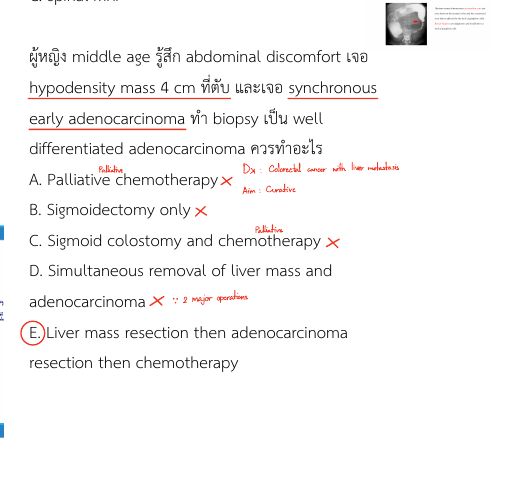 ผู้หญิง middle age รู้สึก abdominal discomfort เจอ
hypodensity mass 4 cm ที่ตับ และเจอ synchronous
early adenocarcinoma ทำ biopsy เป็น well
differentiated adenocarcinoma ควรทำอะไร
Palliative
A. Palliative chemotherapy × Dx : Colorectal cancer with liver metastasis
Aim : Curative
B. Sigmoidectomy only ×
Palliative
C. Sigmoid colostomy and chemotherapy ×
D. Simultaneous removal of liver mass and
adenocarcinoma × ∵ 2 major operations
E. Liver mass resection then adenocarcinoma
resection then chemotherapy